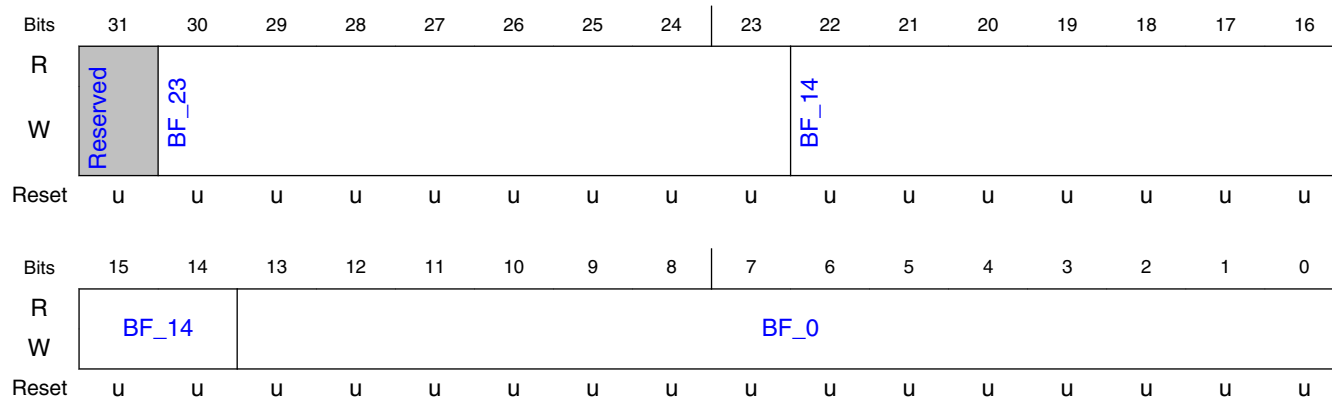 Bits 31 30 29 28 27 26 25 24 23 22 21 20 19 18 17 16
R
Reserved BF_23 BF_14
W
Reset u u u u u u u u u u u u u u u u
Bits 15 14 13 12 11 10 9 8 7 6 5 4 3 2 1 0
R
BF_14 BF_0
W
Reset u u u u u u u u u u u u u u u u